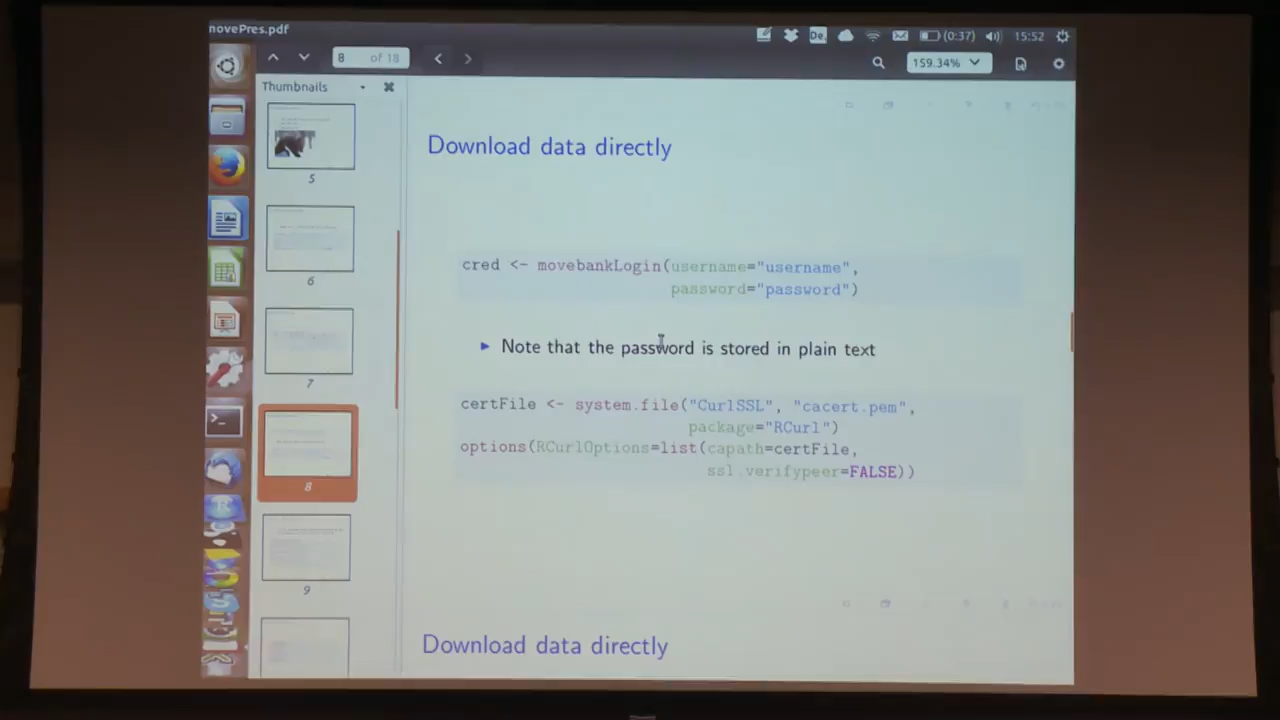 novePres.pdf
De
(0:37)
15:52
8 of 18
159.34%
Thumbnails
5
6
7
8
9
Download data directly
cred <- movebankLogin(username="username",
password="password")
Note that the password is stored in plain text
certFile <- system.file("CurlSSL", "cacert.pem",
package="RCurl")
options(RCurlOptions=list(capath=certFile,
ssl.verifypeer=FALSE))
Download data directly